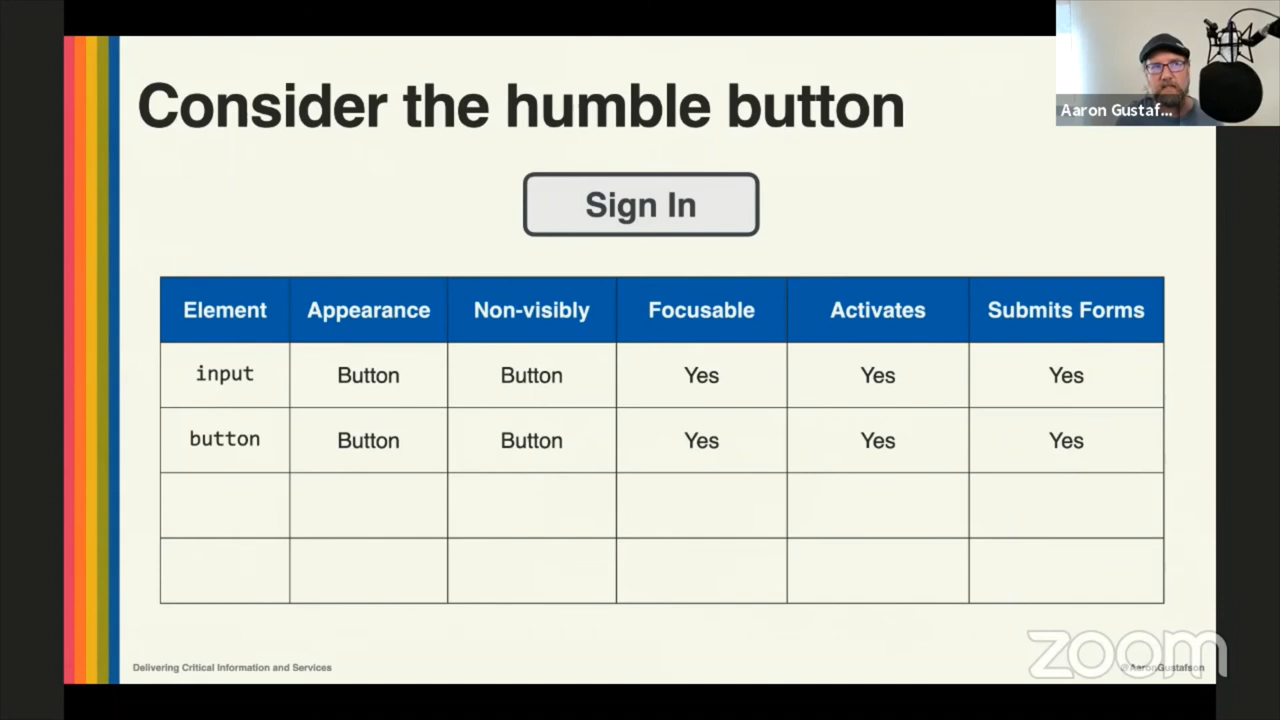 Consider the humble button
Aaron Gustaf...
Sign In
Element Appearance Non-visibly Focusable Activates Submits Forms
input Button Button Yes Yes Yes
button Button Button Yes Yes Yes
Delivering Critical Information and Services
zoom
@AaronGustafson